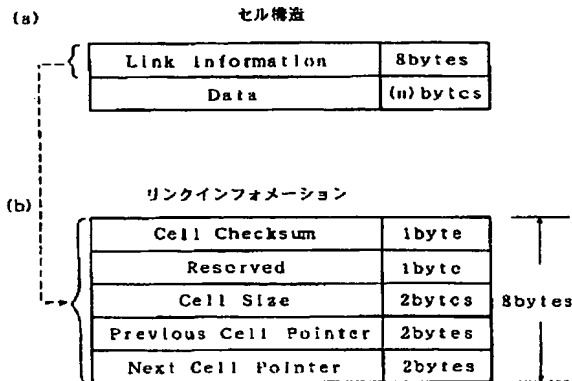 (a) セル構造
Link information 8bytes
Data (n)bytes
(b) リンクインフォメーション
Cell Checksum 1byte
Reserved 1byte
Cell Size 2bytes
8bytes
Previous Cell Pointer 2bytes
Next Cell Pointer 2bytes